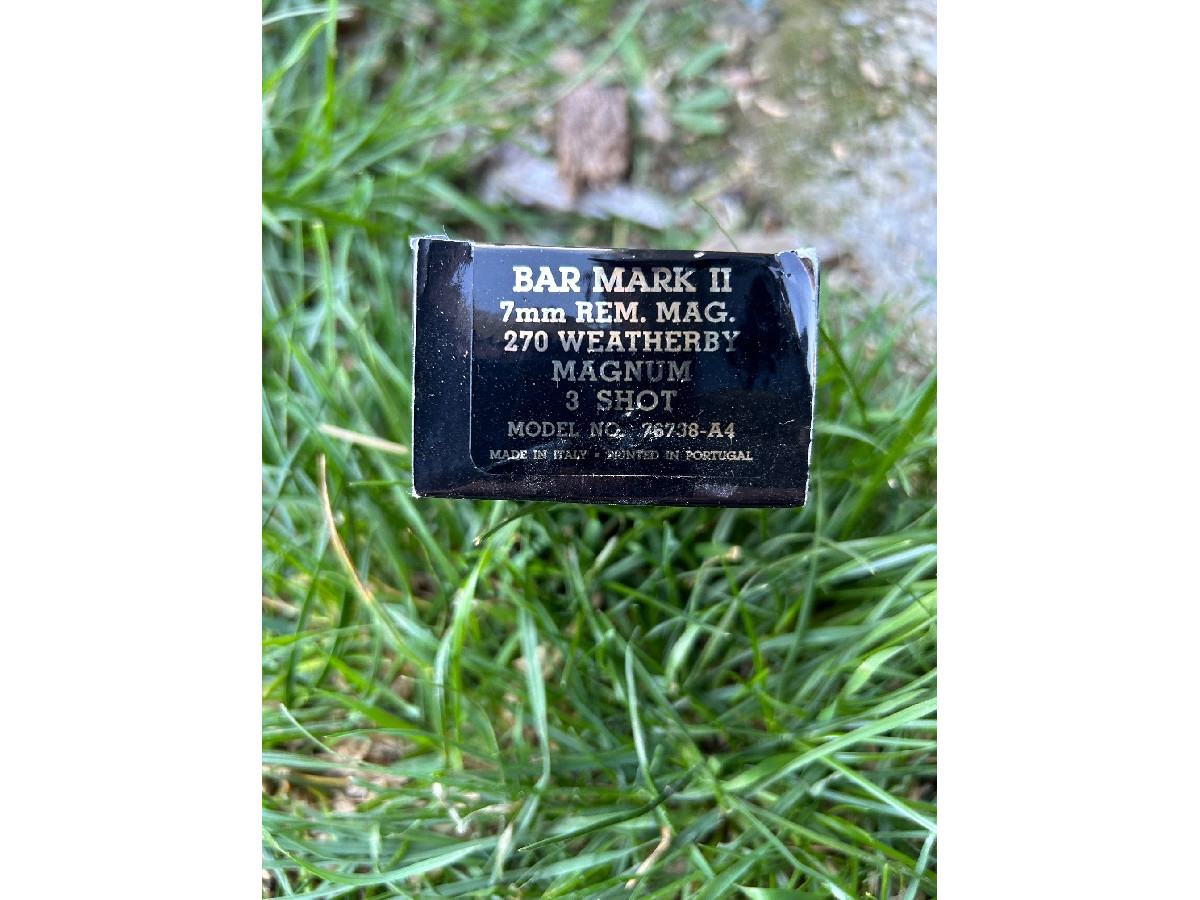 BAR MARK II
7mm REM. MAG.
270 WEATHERBY
MAGNUM
3 SHOT
MODEL NO. 76738-A4
MADE IN ITALY • PRINTED IN PORTUGAL